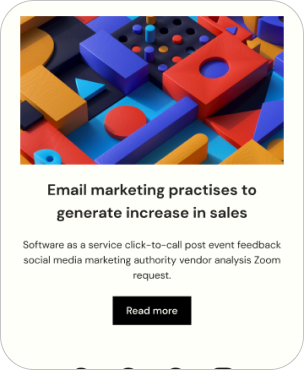 Email marketing practises to
generate increase in sales
Software as a service click-to-call post event feedback
social media marketing authority vendor analysis Zoom
request.
Read more